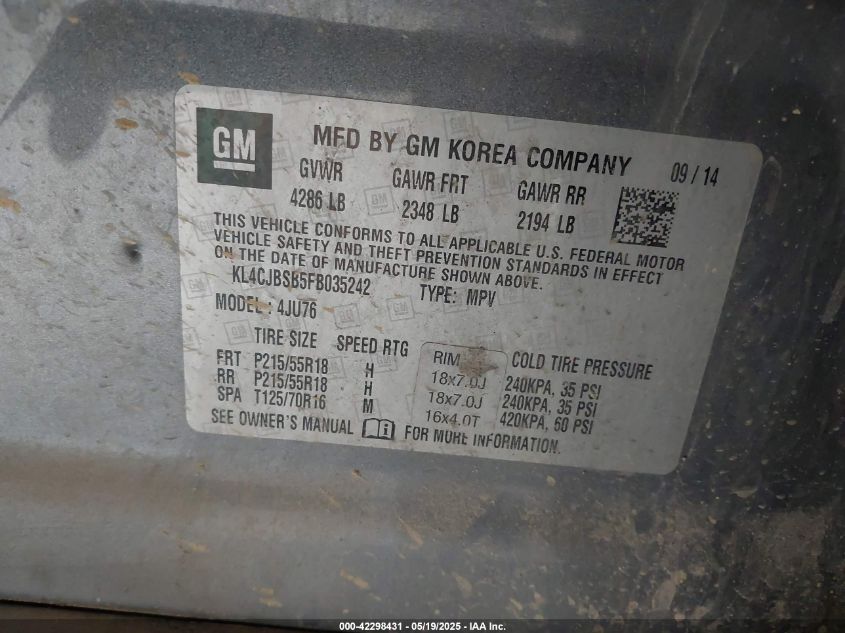 GM
MFD BY GM KOREA COMPANY 09 / 14
GVWR GAWR FRT GAWR RR
4286 LB 2348 LB 2194 LB
THIS VEHICLE CONFORMS TO ALL APPLICABLE U.S. FEDERAL MOTOR
VEHICLE SAFETY AND THEFT PREVENTION STANDARDS IN EFFECT
ON THE DATE OF MANUFACTURE SHOWN ABOVE.
KL4CJBSB5FB035242 TYPE: MPV
MODEL: 4JU76
TIRE SIZE SPEED RTG RIM COLD TIRE PRESSURE
FRT P215/55R18 H 18x7.0J 240KPA, 35 PSI
RR P215/55R18 H 18x7.0J 240KPA, 35 PSI
SPA T125/70R16 M 16x4.0T 420KPA, 60 PSI
SEE OWNER'S MANUAL i FOR MORE INFORMATION.
000-42298431 - 05/19/2025 - IAA Inc.